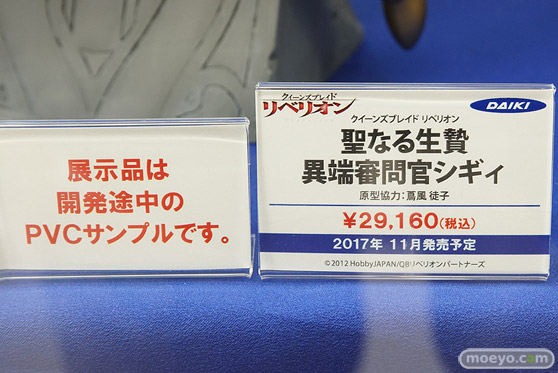 展示品は
開発途中の
PVCサンプルです。
クイーンズブレイド
リベリオン
DAIKI
クイーンズブレイド リベリオン
聖なる生贄
異端審問官シギィ
原型協力:蔦風 徒子
¥29,160(税込)
2017年 11月発売予定
©2012 HobbyJAPAN/QBリベリオンパートナーズ
moeyo.com